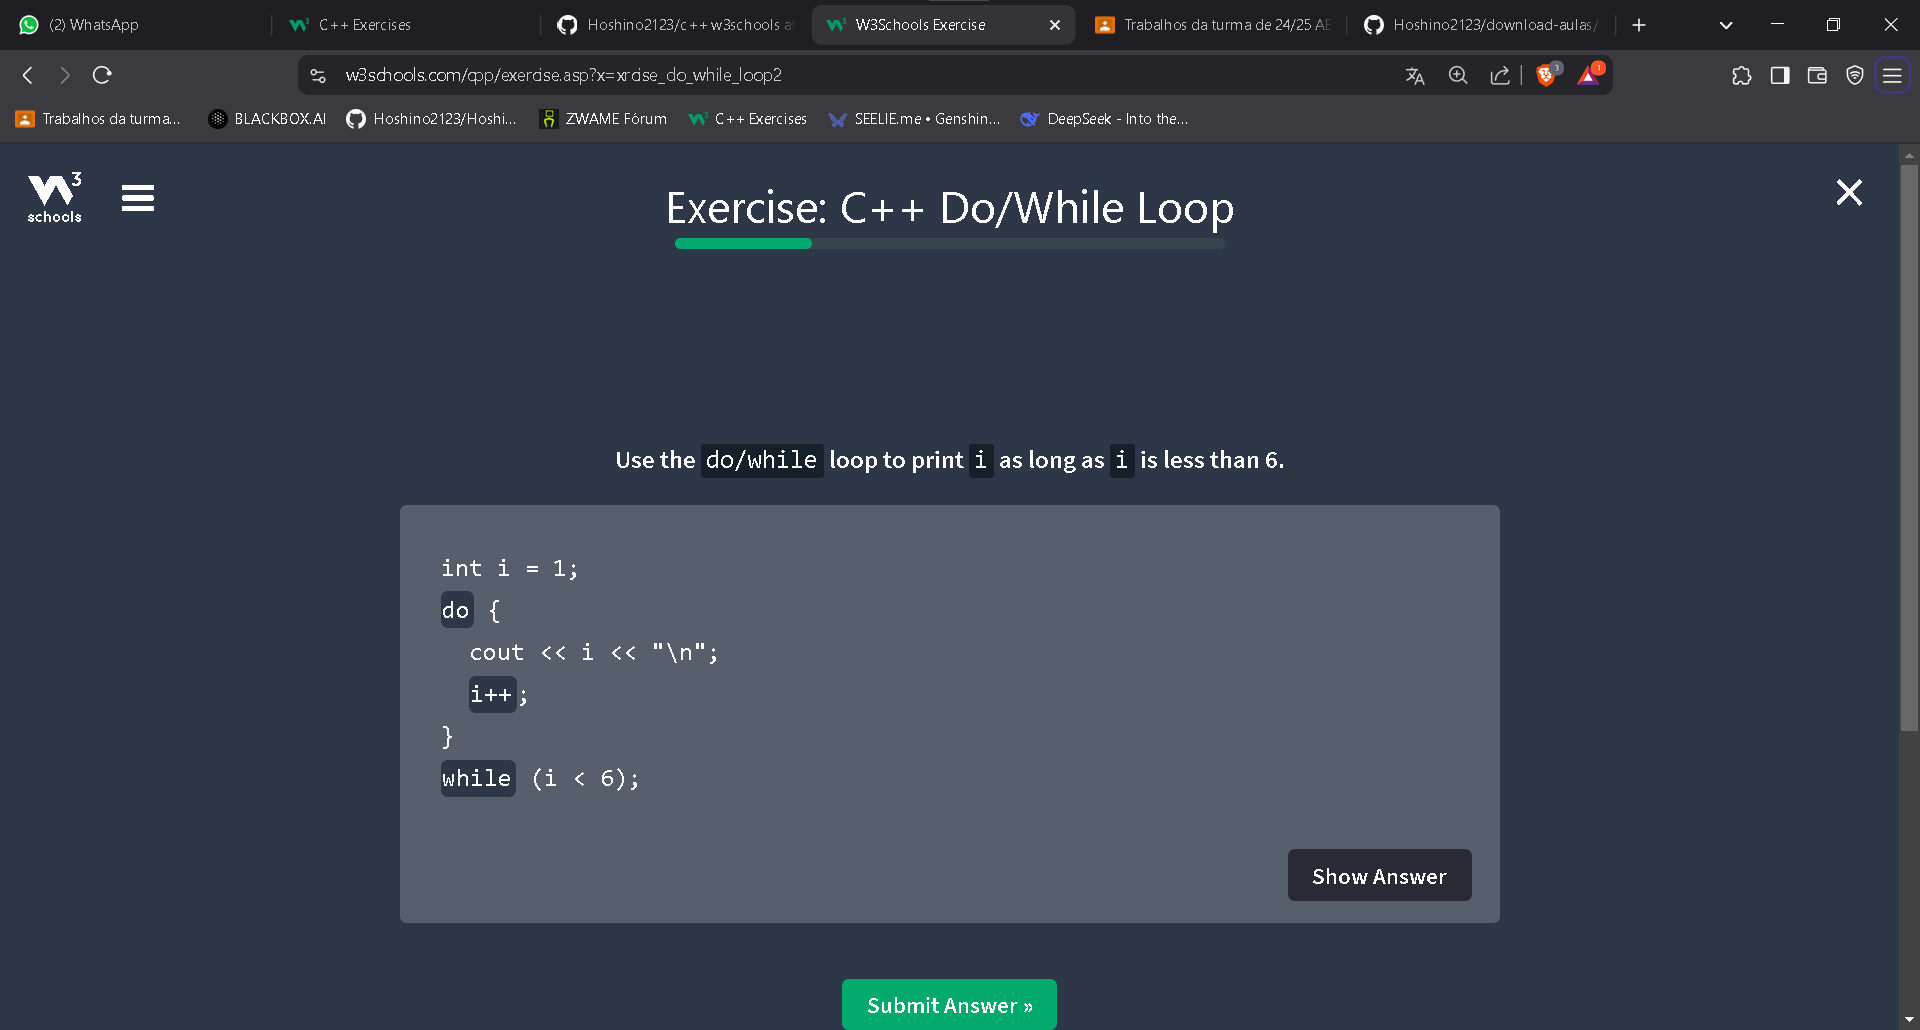 (2) WhatsApp
C++ Exercises
Hoshino2123/c++ w3schools at
W3Schools Exercise
Trabalhos da turma de 24/25 AE
Hoshino2123/download-aulas/
w3schools.com/cpp/exercise.asp?x=xrcise_do_while_loop2
3
1
Trabalhos da turma...
BLACKBOX.AI
Hoshino2123/Hoshi...
ZWAME Fórum
C++ Exercises
SEELIE.me • Genshin...
DeepSeek - Into the...
W3
schools
Exercise: C++ Do/While Loop
Use the do/while loop to print i as long as i is less than 6.
int i = 1;
do {
cout << i << "\n";
i++;
}
while (i < 6);
Show Answer
Submit Answer »